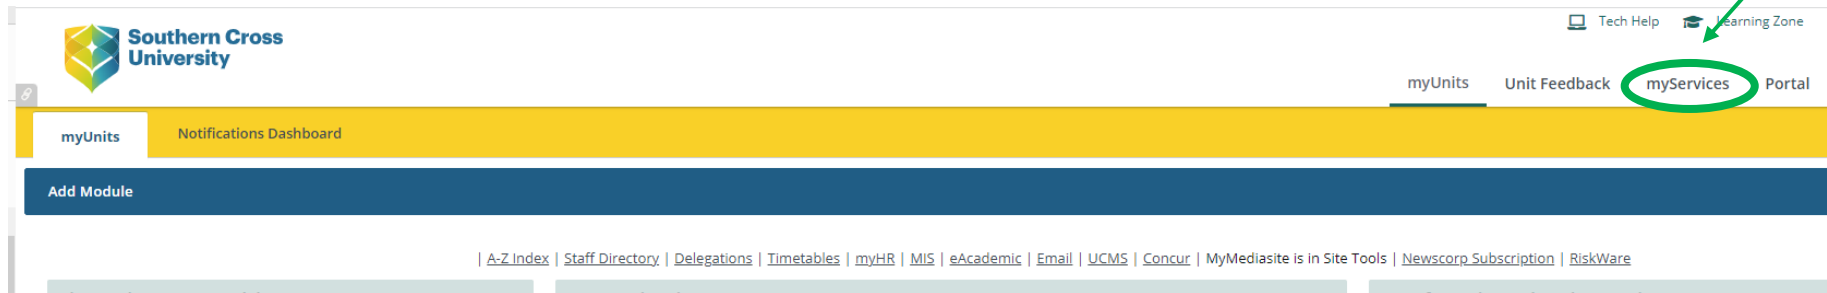 Southern Cross
University
Tech Help Learning Zone
myUnits Unit Feedback myServices Portal
myUnits Notifications Dashboard
Add Module
| A-Z Index | Staff Directory | Delegations | Timetables | myHR | MIS | eAcademic | Email | UCMS | Concur | MyMediasite is in Site Tools | Newscorp Subscription | RiskWare